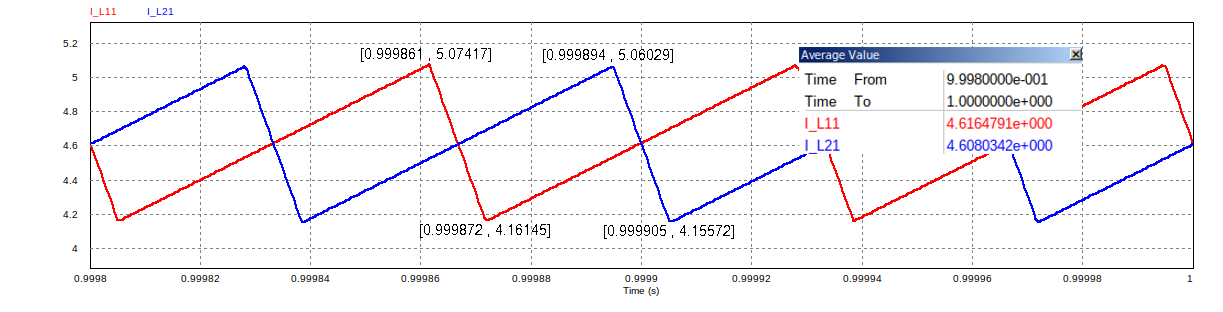 I_L11 I_L21
[0.999861 , 5.07417] [0.999894 , 5.06029]
Average Value
Time From 9.9980000e-001
Time To 1.0000000e+000
I_L11 4.6164791e+000
I_L21 4.6080342e+000
5.2
5
4.8
4.6
4.4
4.2
4
[0.999872 , 4.16145] [0.999905 , 4.15572]
0.9998 0.99982 0.99984 0.99986 0.99988 0.9999 0.99992 0.99994 0.99996 0.99998 1
Time (s)